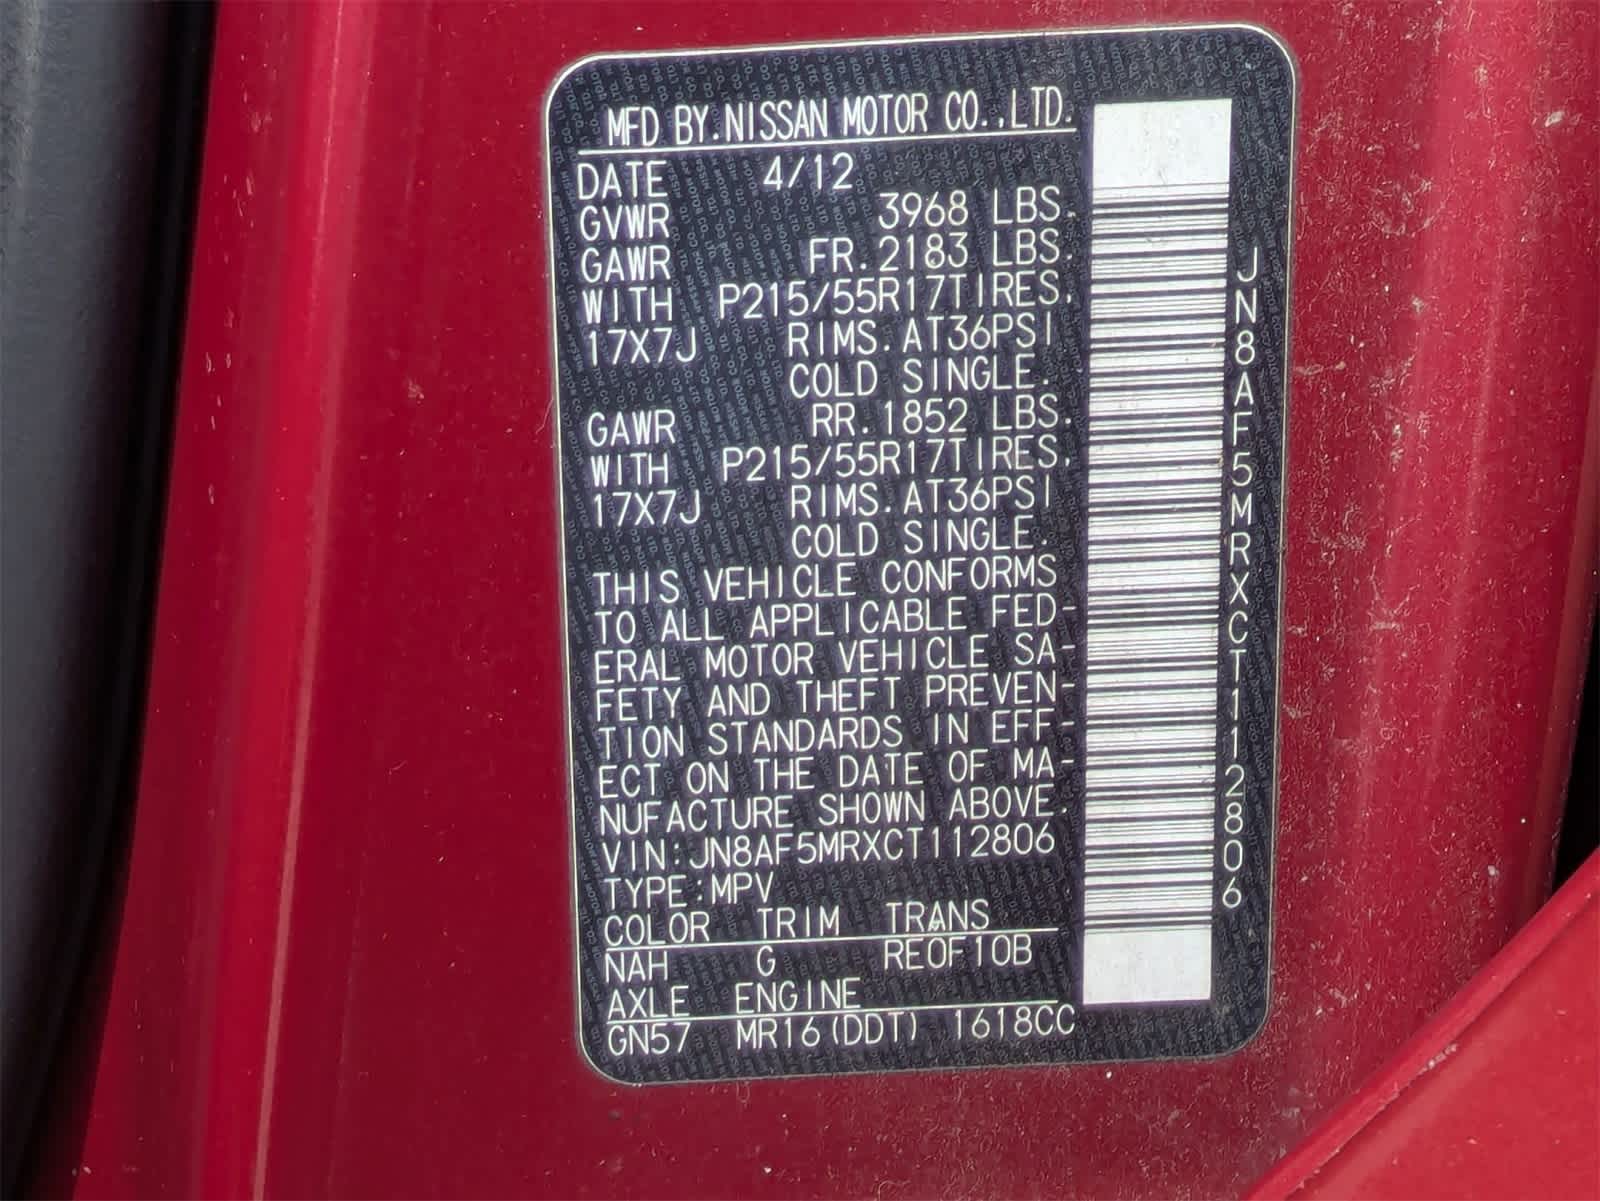 MFD BY.NISSAN MOTOR CO.,LTD.
DATE 4/12
GVWR 3968 LBS.
GAWR FR.2183 LBS.
WITH P215/55R17TIRES.
17X7J RIMS.AT36PSI
COLD SINGLE.
GAWR RR.1852 LBS.
WITH P215/55R17TIRES.
17X7J RIMS.AT36PSI
COLD SINGLE.
THIS VEHICLE CONFORMS
TO ALL APPLICABLE FED-
ERAL MOTOR VEHICLE SA-
FETY AND THEFT PREVEN-
TION STANDARDS IN EFF-
ECT ON THE DATE OF MA-
NUFACTURE SHOWN ABOVE.
VIN:JN8AF5MRXCT112806
TYPE:MPV
COLOR TRIM TRANS
NAH G RE0F10B
AXLE ENGINE
GN57 MR16(DDT) 1618CC
JN8AF5MRXCT112806